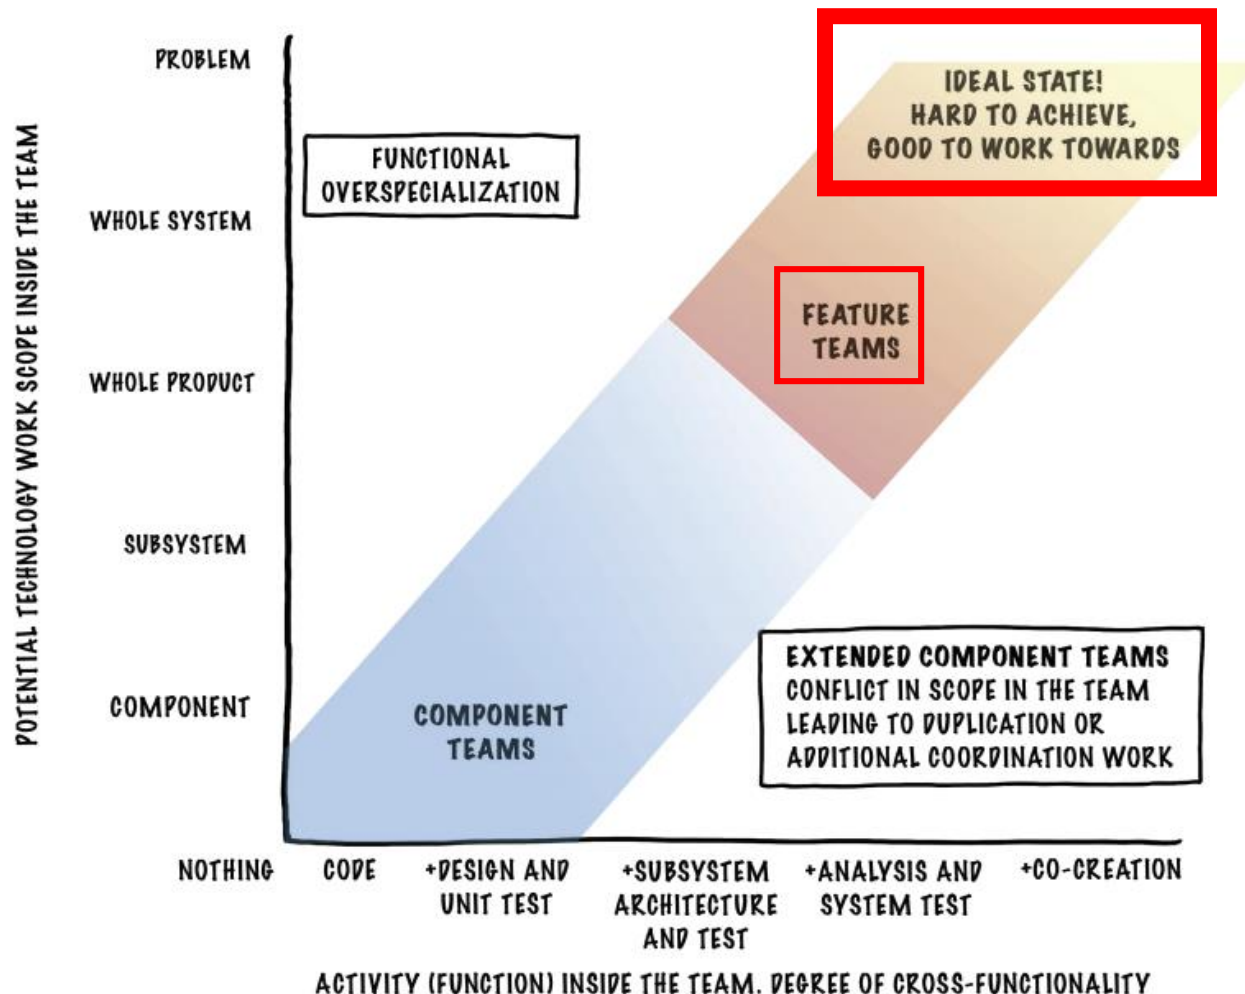 PROBLEM
WHOLE SYSTEM
WHOLE PRODUCT
SUBSYSTEM
COMPONENT
POTENTIAL TECHNOLOGY WORK SCOPE INSIDE THE TEAM
FUNCTIONAL
OVERSPECIALIZATION
IDEAL STATE!
HARD TO ACHIEVE,
GOOD TO WORK TOWARDS
FEATURE
TEAMS
COMPONENT
TEAMS
EXTENDED COMPONENT TEAMS
CONFLICT IN SCOPE IN THE TEAM
LEADING TO DUPLICATION OR
ADDITIONAL COORDINATION WORK
NOTHING
CODE
+DESIGN AND
UNIT TEST
+SUBSYSTEM
ARCHITECTURE
AND TEST
+ANALYSIS AND
SYSTEM TEST
+CO-CREATION
ACTIVITY (FUNCTION) INSIDE THE TEAM. DEGREE OF CROSS-FUNCTIONALITY